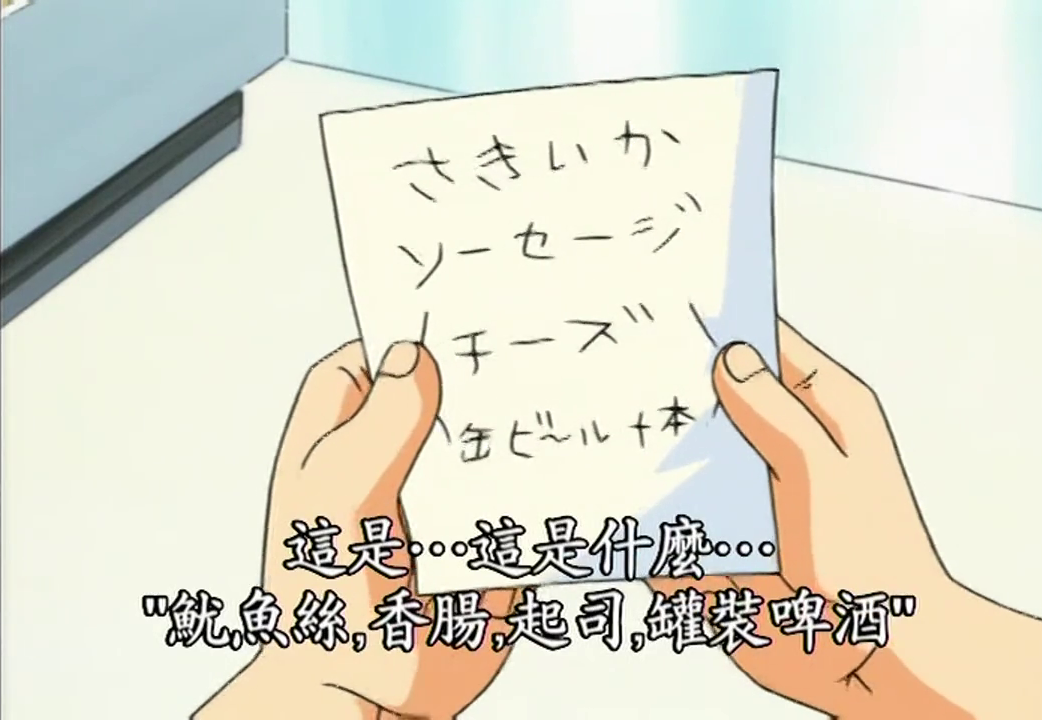 さきいか
ソーセージ
チーズ
缶ビール十本
這是…這是什麼…
"魷魚絲,香腸,起司,罐裝啤酒"